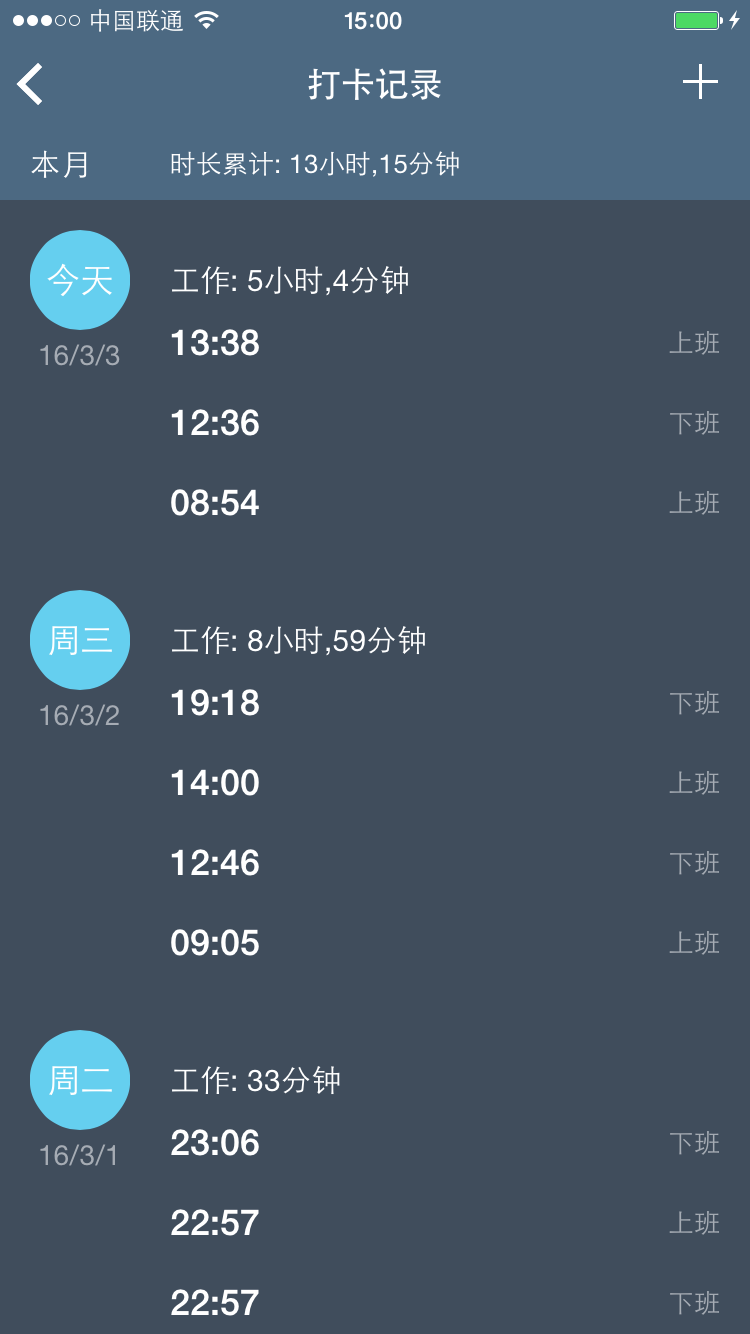 中国联通 15:00
打卡记录
本月 时长累计: 13小时,15分钟
今天 工作: 5小时,4分钟
16/3/3
13:38 上班
12:36 下班
08:54 上班
周三 工作: 8小时,59分钟
16/3/2
19:18 下班
14:00 上班
12:46 下班
09:05 上班
周二 工作: 33分钟
16/3/1
23:06 下班
22:57 上班
22:57 下班